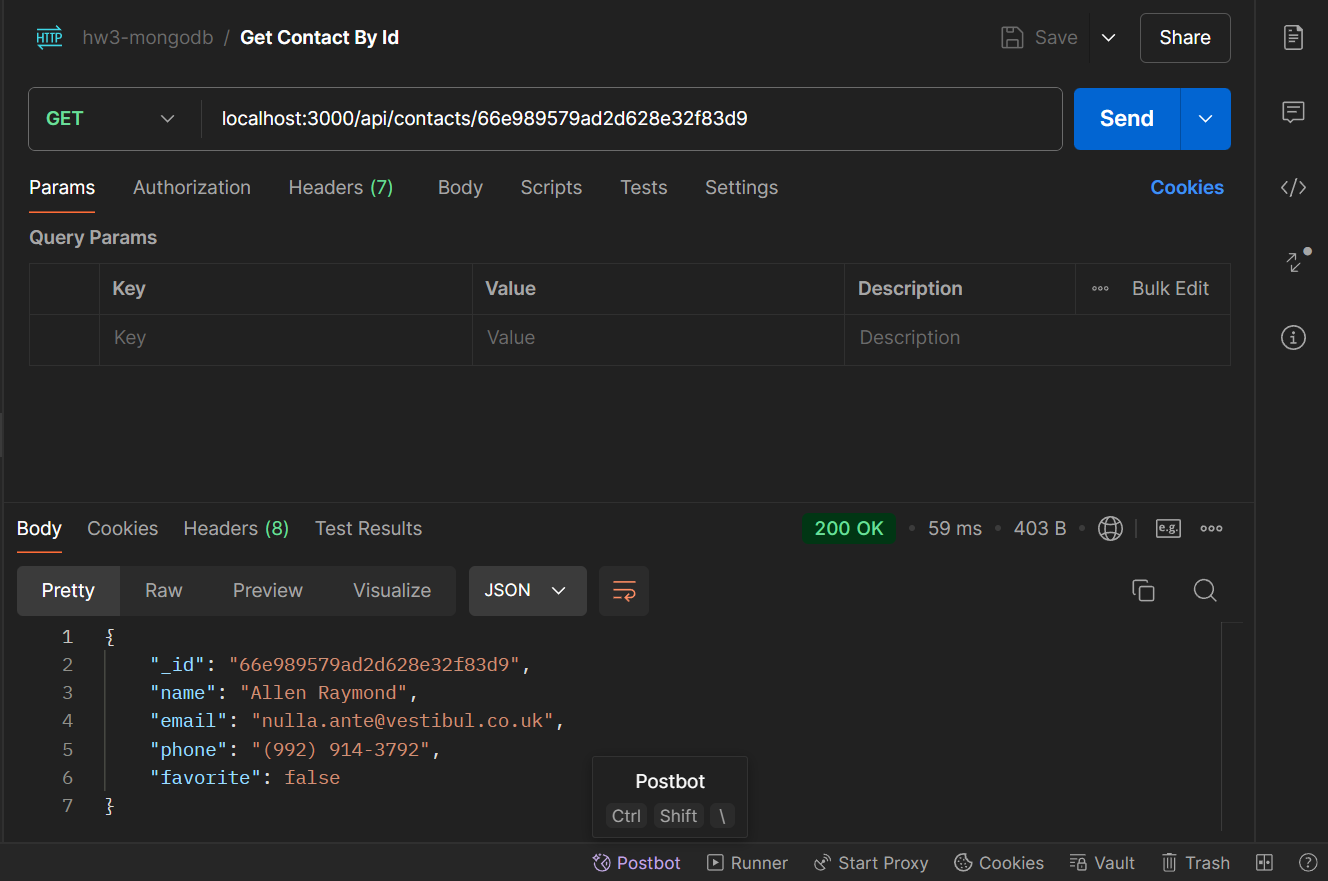 HTTP hw3-mongodb / Get Contact By Id Save Share
GET localhost:3000/api/contacts/66e989579ad2d628e32f83d9 Send
Params Authorization Headers (7) Body Scripts Tests Settings Cookies
Query Params
Key Value Description Bulk Edit
Key Value Description
Body Cookies Headers (8) Test Results 200 OK 59 ms 403 B e.g.
Pretty Raw Preview Visualize JSON
1 {
2 "_id": "66e989579ad2d628e32f83d9",
3 "name": "Allen Raymond",
4 "email": "nulla.ante@vestibul.co.uk",
5 "phone": "(992) 914-3792",
6 "favorite": false
7 }
Postbot
Ctrl Shift \
Postbot Runner Start Proxy Cookies Vault Trash